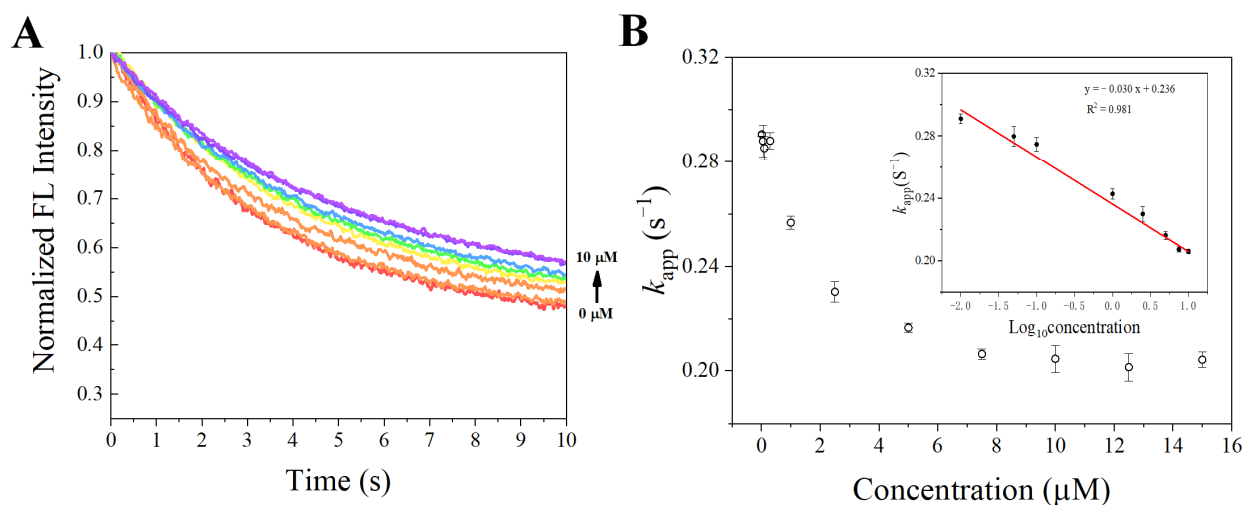 A
Normalized FL Intensity
1.0
0.9
0.8
0.7
0.6
0.5
0.4
0.3
0 1 2 3 4 5 6 7 8 9 10
Time (s)
10 μM
0 μM
B
k_app (s⁻¹)
0.32
0.28
0.24
0.20
0 2 4 6 8 10 12 14 16
Concentration (μM)
y = − 0.030 x + 0.236
R² = 0.981
k_app (S⁻¹)
0.32
0.28
0.24
0.20
-2.0 -1.5 -1.0 -0.5 0.0 0.5 1.0
Log₁₀concentration